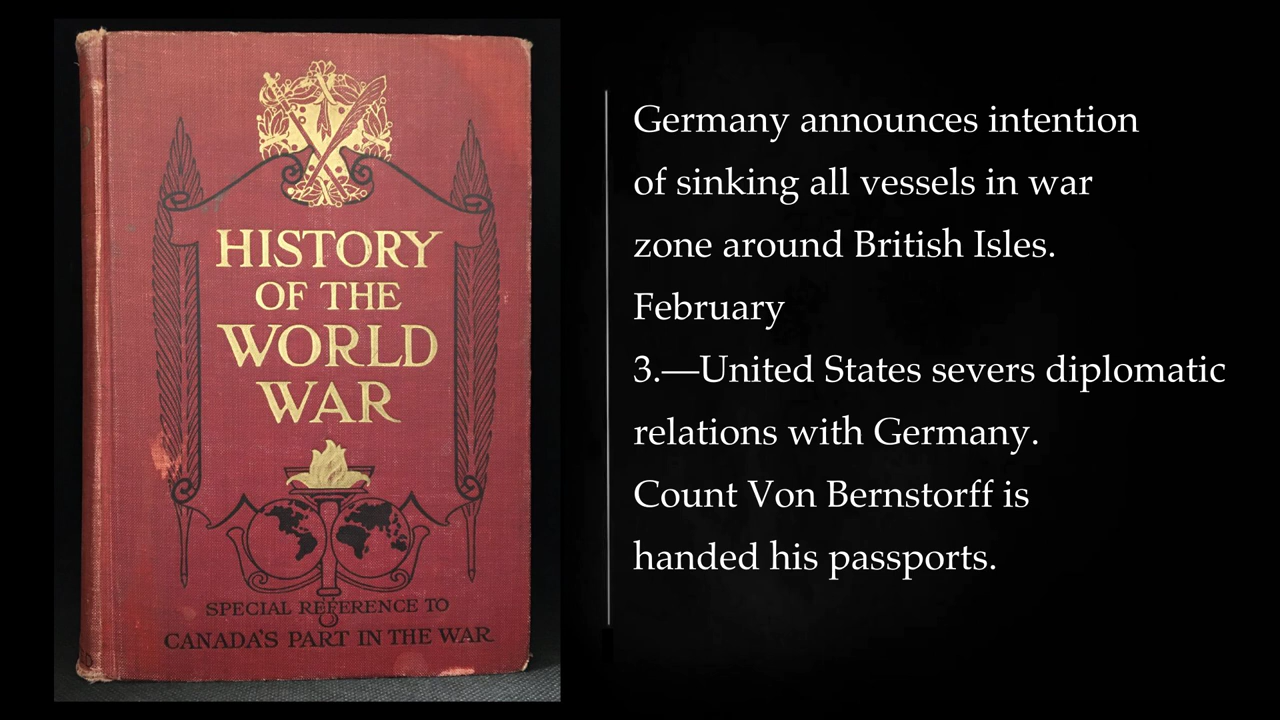 HISTORY
OF THE
WORLD
WAR
SPECIAL REFERENCE TO
CANADA'S PART IN THE WAR
Germany announces intention
of sinking all vessels in war
zone around British Isles.
February
3.—United States severs diplomatic
relations with Germany.
Count Von Bernstorff is
handed his passports.